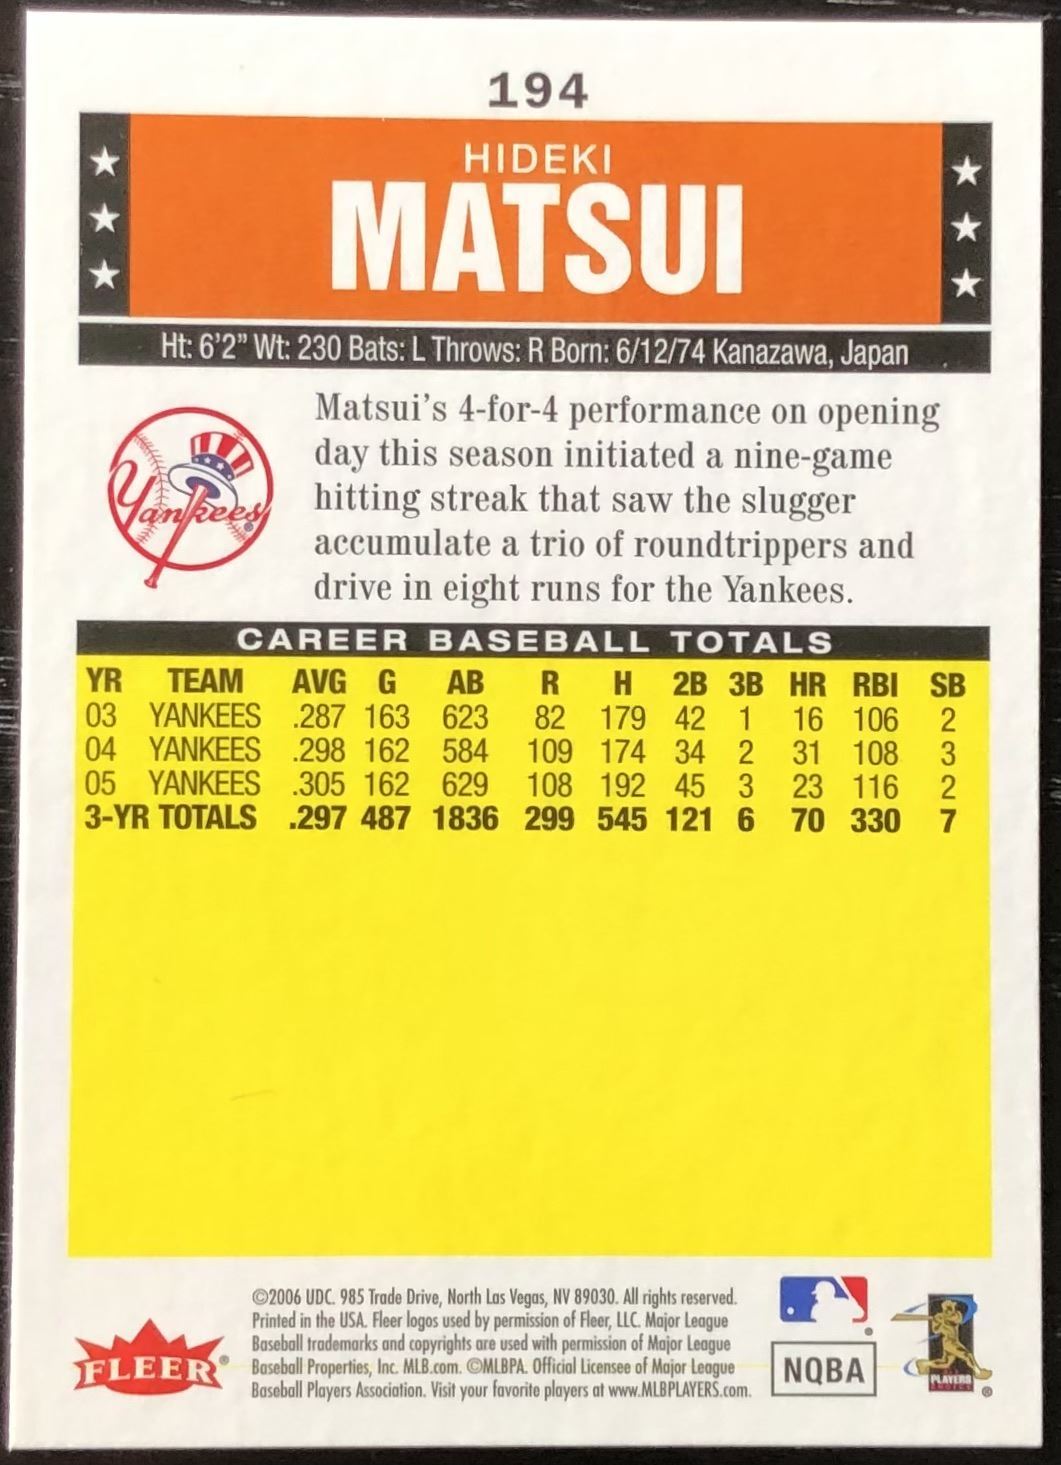 194
HIDEKI
MATSUI
Ht: 6'2" Wt: 230 Bats: L Throws: R Born: 6/12/74 Kanazawa, Japan
Yankees
Matsui's 4-for-4 performance on opening
day this season initiated a nine-game
hitting streak that saw the slugger
accumulate a trio of roundtrippers and
drive in eight runs for the Yankees.
CAREER BASEBALL TOTALS
YR TEAM AVG G AB R H 2B 3B HR RBI SB
03 YANKEES .287 163 623 82 179 42 1 16 106 2
04 YANKEES .298 162 584 109 174 34 2 31 108 3
05 YANKEES .305 162 629 108 192 45 3 23 116 2
3-YR TOTALS .297 487 1836 299 545 121 6 70 330 7
FLEER®
©2006 UDC. 985 Trade Drive, North Las Vegas, NV 89030. All rights reserved.
Printed in the USA. Fleer logos used by permission of Fleer, LLC. Major League
Baseball trademarks and copyrights are used with permission of Major League
Baseball Properties, Inc. MLB.com. ©MLBPA. Official Licensee of Major League
Baseball Players Association. Visit your favorite players at www.MLBPLAYERS.com.
NQBA
PLAYERS
CHOICE ®